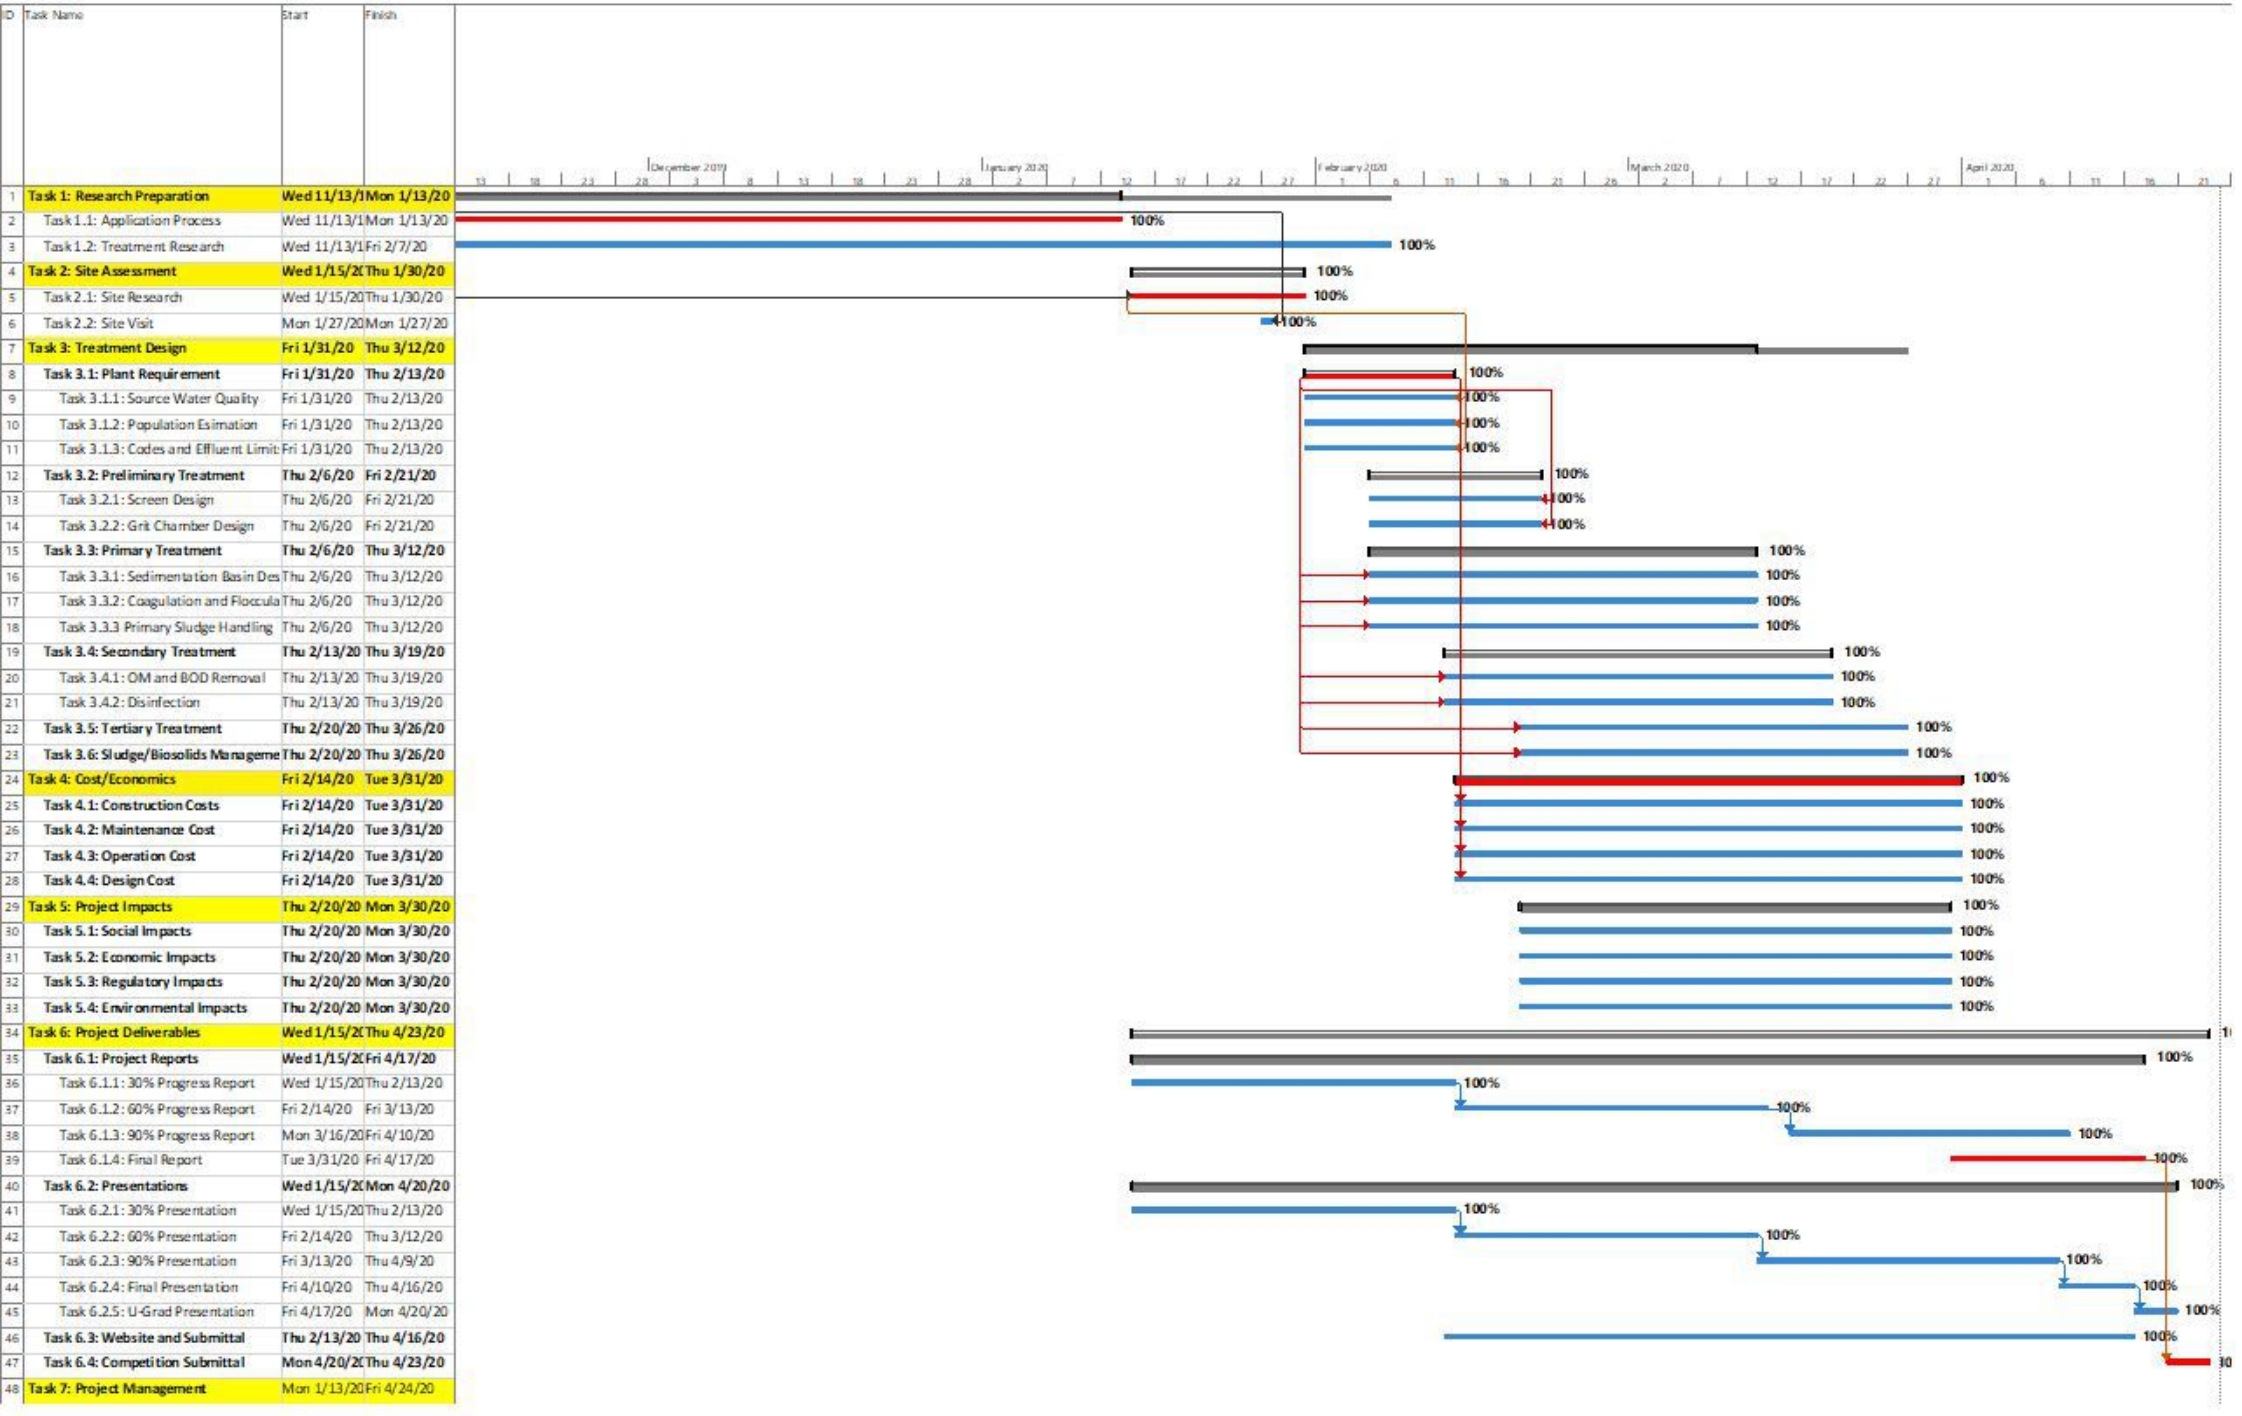 ID Task Name Start Finish
December 2019 January 2020 February 2020 March 2020 April 2020
13 18 23 28 3 8 13 18 23 28 2 7 12 17 22 27 1 6 11 16 21 26 2 7 12 17 22 27 1 6 11 16 21
1 Task 1: Research Preparation Wed 11/13/1 Mon 1/13/20
2 Task 1.1: Application Process Wed 11/13/1 Mon 1/13/20 100%
3 Task 1.2: Treatment Research Wed 11/13/1 Fri 2/7/20 100%
4 Task 2: Site Assessment Wed 1/15/20 Thu 1/30/20 100%
5 Task 2.1: Site Research Wed 1/15/20 Thu 1/30/20 100%
6 Task 2.2: Site Visit Mon 1/27/20 Mon 1/27/20 100%
7 Task 3: Treatment Design Fri 1/31/20 Thu 3/12/20
8 Task 3.1: Plant Requirement Fri 1/31/20 Thu 2/13/20 100%
9 Task 3.1.1: Source Water Quality Fri 1/31/20 Thu 2/13/20 100%
10 Task 3.1.2: Population Esimation Fri 1/31/20 Thu 2/13/20 100%
11 Task 3.1.3: Codes and Effluent Limit: Fri 1/31/20 Thu 2/13/20 100%
12 Task 3.2: Preliminary Treatment Thu 2/6/20 Fri 2/21/20 100%
13 Task 3.2.1: Screen Design Thu 2/6/20 Fri 2/21/20 100%
14 Task 3.2.2: Grit Chamber Design Thu 2/6/20 Fri 2/21/20 100%
15 Task 3.3: Primary Treatment Thu 2/6/20 Thu 3/12/20 100%
16 Task 3.3.1: Sedimentation Basin Des Thu 2/6/20 Thu 3/12/20 100%
17 Task 3.3.2: Coagulation and Floccula Thu 2/6/20 Thu 3/12/20 100%
18 Task 3.3.3 Primary Sludge Handling Thu 2/6/20 Thu 3/12/20 100%
19 Task 3.4: Secondary Treatment Thu 2/13/20 Thu 3/19/20 100%
20 Task 3.4.1: OM and BOD Removal Thu 2/13/20 Thu 3/19/20 100%
21 Task 3.4.2: Disinfection Thu 2/13/20 Thu 3/19/20 100%
22 Task 3.5: Tertiary Treatment Thu 2/20/20 Thu 3/26/20 100%
23 Task 3.6: Sludge/Biosolids Manageme Thu 2/20/20 Thu 3/26/20 100%
24 Task 4: Cost/Economics Fri 2/14/20 Tue 3/31/20 100%
25 Task 4.1: Construction Costs Fri 2/14/20 Tue 3/31/20 100%
26 Task 4.2: Maintenance Cost Fri 2/14/20 Tue 3/31/20 100%
27 Task 4.3: Operation Cost Fri 2/14/20 Tue 3/31/20 100%
28 Task 4.4: Design Cost Fri 2/14/20 Tue 3/31/20 100%
29 Task 5: Project Impacts Thu 2/20/20 Mon 3/30/20 100%
30 Task 5.1: Social Impacts Thu 2/20/20 Mon 3/30/20 100%
31 Task 5.2: Economic Impacts Thu 2/20/20 Mon 3/30/20 100%
32 Task 5.3: Regulatory Impacts Thu 2/20/20 Mon 3/30/20 100%
33 Task 5.4: Environmental Impacts Thu 2/20/20 Mon 3/30/20 100%
34 Task 6: Project Deliverables Wed 1/15/20 Thu 4/23/20
35 Task 6.1: Project Reports Wed 1/15/20 Fri 4/17/20 100%
36 Task 6.1.1: 30% Progress Report Wed 1/15/20 Thu 2/13/20 100%
37 Task 6.1.2: 60% Progress Report Fri 2/14/20 Fri 3/13/20 100%
38 Task 6.1.3: 90% Progress Report Mon 3/16/20 Fri 4/10/20 100%
39 Task 6.1.4: Final Report Tue 3/31/20 Fri 4/17/20 100%
40 Task 6.2: Presentations Wed 1/15/20 Mon 4/20/20 100%
41 Task 6.2.1: 30% Presentation Wed 1/15/20 Thu 2/13/20 100%
42 Task 6.2.2: 60% Presentation Fri 2/14/20 Thu 3/12/20 100%
43 Task 6.2.3: 90% Presentation Fri 3/13/20 Thu 4/9/20 100%
44 Task 6.2.4: Final Presentation Fri 4/10/20 Thu 4/16/20 100%
45 Task 6.2.5: U-Grad Presentation Fri 4/17/20 Mon 4/20/20 100%
46 Task 6.3: Website and Submittal Thu 2/13/20 Thu 4/16/20 100%
47 Task 6.4: Competition Submittal Mon 4/20/20 Thu 4/23/20
48 Task 7: Project Management Mon 1/13/20 Fri 4/24/20